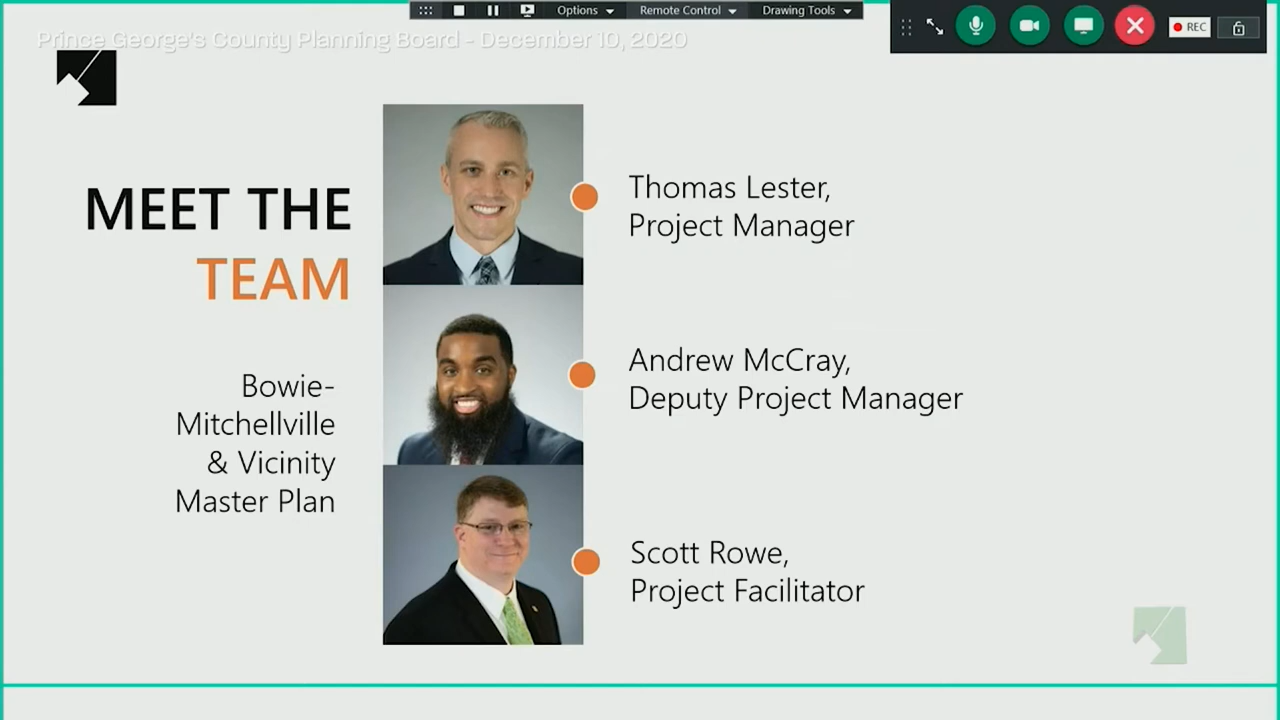 Options
Remote Control
Drawing Tools
REC
Prince George's County Planning Board - December 10, 2020
MEET THE
TEAM
Bowie-
Mitchellville
& Vicinity
Master Plan
Thomas Lester,
Project Manager
Andrew McCray,
Deputy Project Manager
Scott Rowe,
Project Facilitator